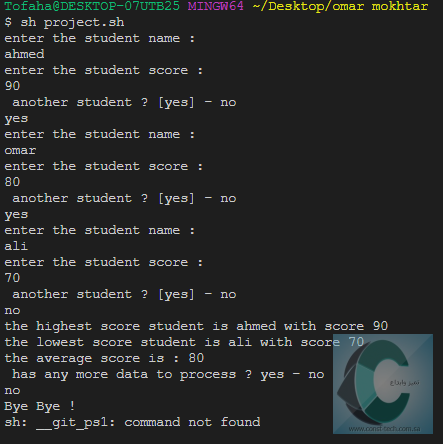 Tofaha@DESKTOP-07UTB25 MINGW64 ~/Desktop/omar mokhtar
$ sh project.sh
enter the student name :
ahmed
enter the student score :
90
another student ? [yes] - no
yes
enter the student name :
omar
enter the student score :
80
another student ? [yes] - no
yes
enter the student name :
ali
enter the student score :
70
another student ? [yes] - no
no
the highest score student is ahmed with score 90
the lowest score student is ali with score 70
the average score is : 80
has any more data to process ? yes - no
no
Bye Bye !
sh: __git_ps1: command not found